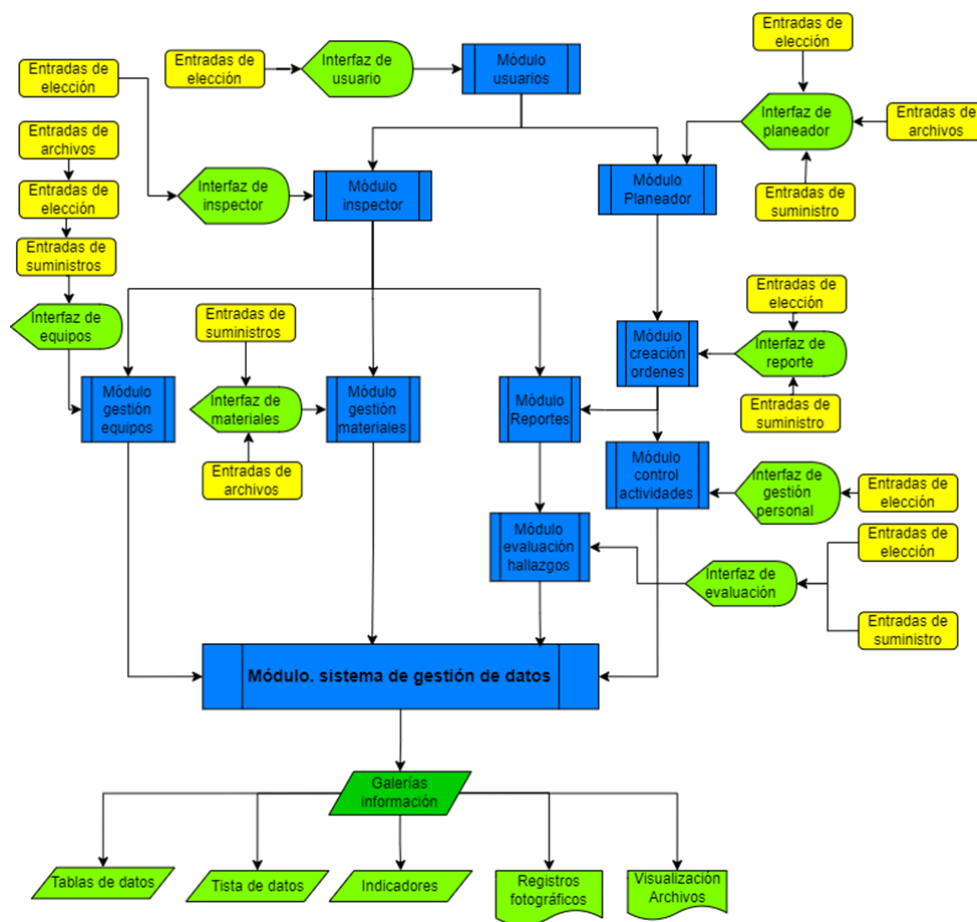 Entradas de
elección
Interfaz de
usuario
Módulo
usuarios
Entradas de
elección
Entradas de
elección
Interfaz de
planeador
Entradas de
archivos
Entradas de
suministro
Entradas de
archivos
Entradas de
elección
Entradas de
suministros
Interfaz de
inspector
Módulo
inspector
Módulo
Planeador
Interfaz de
equipos
Entradas de
suministros
Módulo
creación
ordenes
Entradas de
elección
Interfaz de
reporte
Entradas de
suministro
Módulo
gestión
equipos
Interfaz de
materiales
Módulo
gestión
materiales
Módulo
Reportes
Entradas de
archivos
Módulo
control
actividades
Interfaz de
gestión
personal
Entradas de
elección
Módulo
evaluación
hallazgos
Interfaz de
evaluación
Entradas de
elección
Entradas de
suministro
Módulo. sistema de gestión de datos
Galerías
información
Tablas de datos
Tista de datos
Indicadores
Registros
fotográficos
Visualización
Archivos